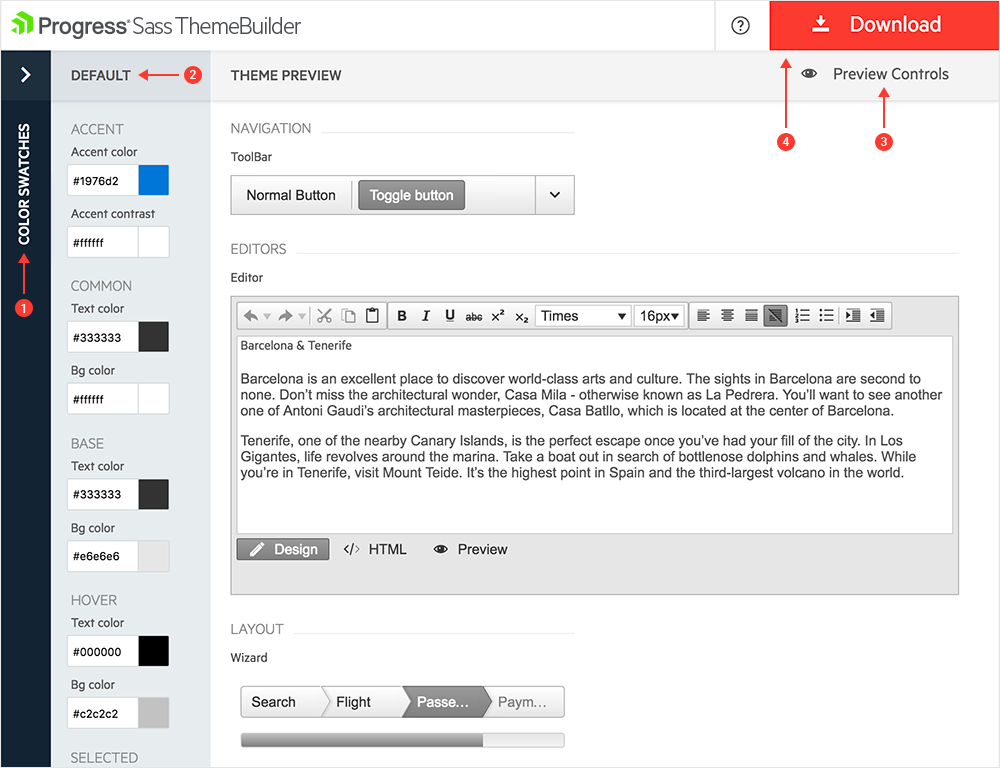 Progress® Sass ThemeBuilder
Download
COLOR SWATCHES
1
DEFAULT
2
THEME PREVIEW
Preview Controls
4
3
ACCENT
Accent color
#1976d2
Accent contrast
#ffffff
COMMON
Text color
#333333
Bg color
#ffffff
BASE
Text color
#333333
Bg color
#e6e6e6
HOVER
Text color
#000000
Bg color
#c2c2c2
SELECTED
NAVIGATION
ToolBar
Normal Button Toggle button
EDITORS
Editor
B I U abc x² x₂ Times 16px
Barcelona & Tenerife
Barcelona is an excellent place to discover world-class arts and culture. The sights in Barcelona are second to
none. Don’t miss the architectural wonder, Casa Mila - otherwise known as La Pedrera. You’ll want to see another
one of Antoni Gaudi’s architectural masterpieces, Casa Batllo, which is located at the center of Barcelona.
Tenerife, one of the nearby Canary Islands, is the perfect escape once you’ve had your fill of the city. In Los
Gigantes, life revolves around the marina. Take a boat out in search of bottlenose dolphins and whales. While
you’re in Tenerife, visit Mount Teide. It’s the highest point in Spain and the third-largest volcano in the world.
Design </> HTML Preview
LAYOUT
Wizard
Search Flight Passe... Paym...